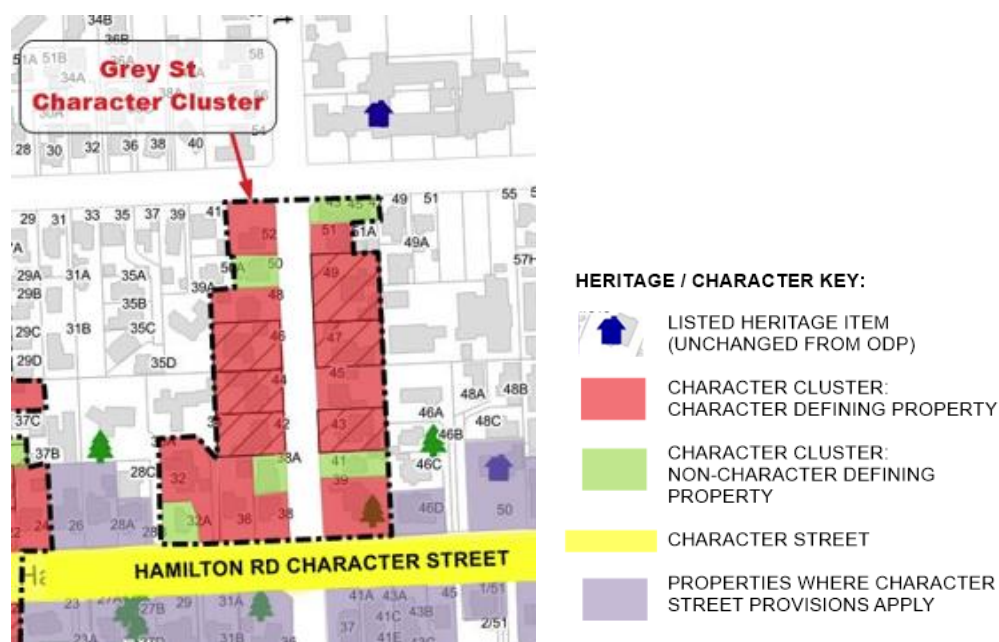 34B
36B
58
51B
34A
Grey St
Character Cluster
54
28 30 32 36 38 40
29 31 33 35 37 39 41
49 51
55
52
51 51A
49A
29A 31A 35A
50
39A
57H
29B
35B
48
49
29C 31B 35C
46
47
29D
35D
44
45
48A 48B
37C
42
43
46A
48C
37B
46B
28C
38A
41
46C
32
39
24 26 28A
32A 36 38
46D 50
HAMILTON RD CHARACTER STREET
23
27B 29 31A
41A 43A 45 1/51
41C 43B
23A
31B
37
41E
2/51
HERITAGE / CHARACTER KEY:
LISTED HERITAGE ITEM
(UNCHANGED FROM ODP)
CHARACTER CLUSTER:
CHARACTER DEFINING PROPERTY
CHARACTER CLUSTER:
NON-CHARACTER DEFINING
PROPERTY
CHARACTER STREET
PROPERTIES WHERE CHARACTER
STREET PROVISIONS APPLY